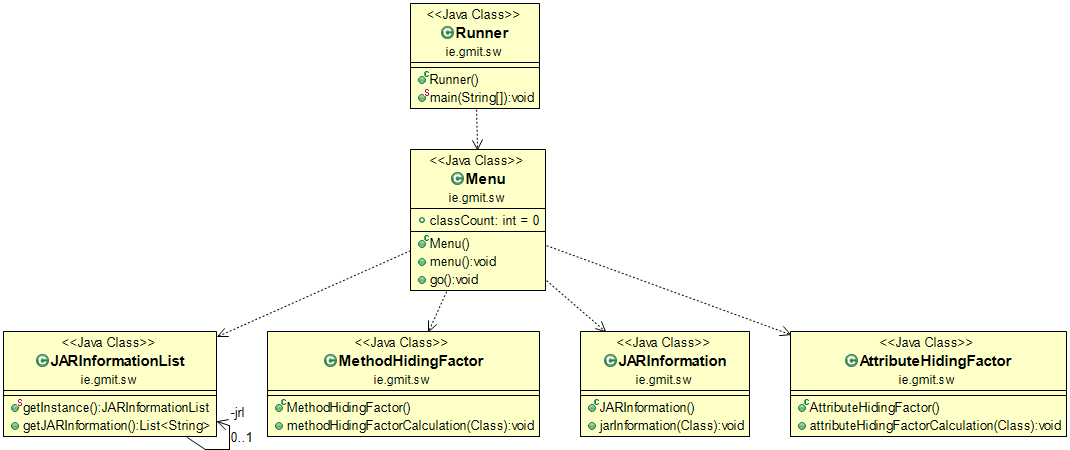 <<Java Class>>
Runner
ie.gmit.sw
Runner()
main(String[]):void
<<Java Class>>
Menu
ie.gmit.sw
classCount: int = 0
Menu()
menu():void
go():void
<<Java Class>>
JARInformationList
ie.gmit.sw
getInstance():JARInformationList
getJARInformation():List<String>
-jrl
0..1
<<Java Class>>
MethodHidingFactor
ie.gmit.sw
MethodHidingFactor()
methodHidingFactorCalculation(Class):void
<<Java Class>>
JARInformation
ie.gmit.sw
JARInformation()
jarInformation(Class):void
<<Java Class>>
AttributeHidingFactor
ie.gmit.sw
AttributeHidingFactor()
attributeHidingFactorCalculation(Class):void